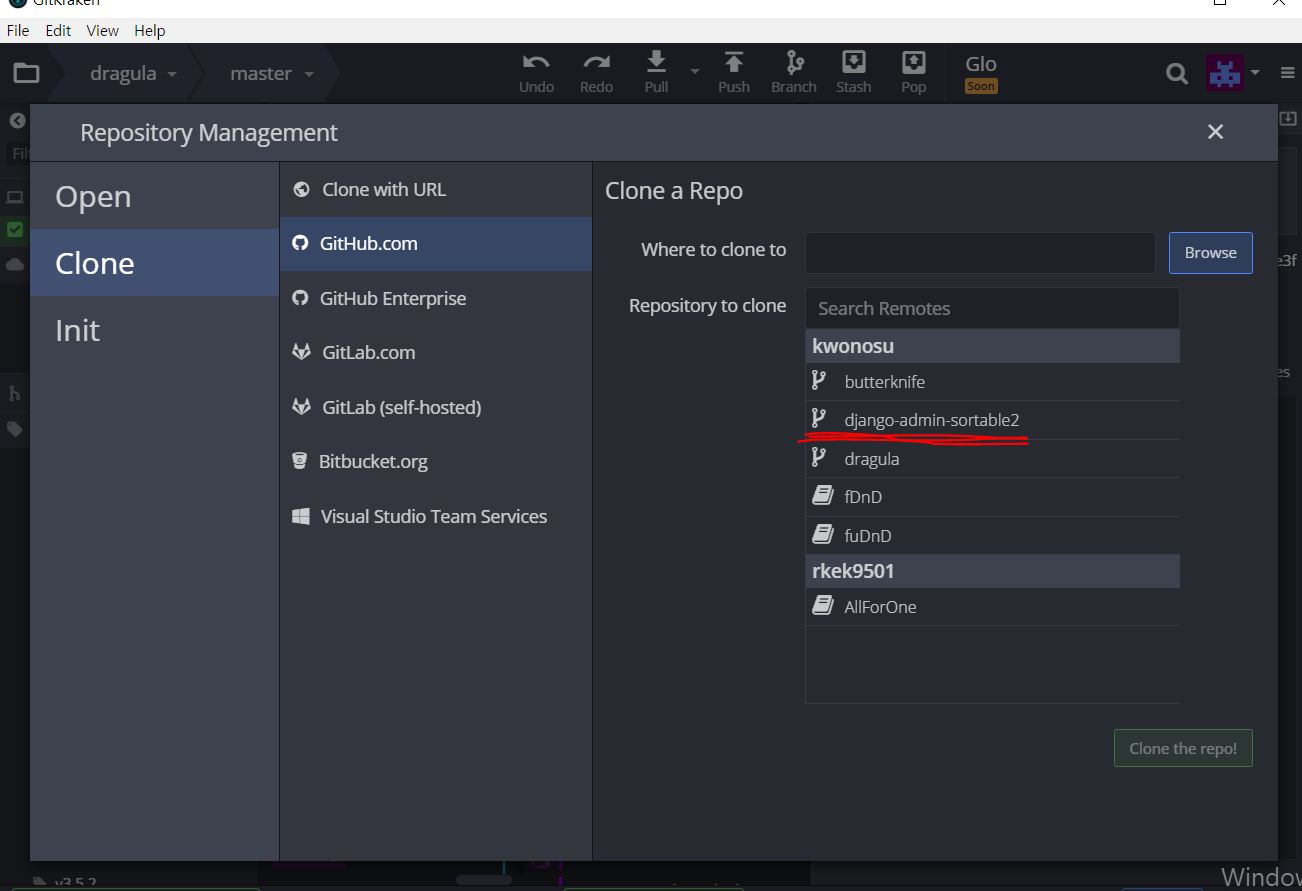 GitKraken
File Edit View Help
dragula
master
Undo
Redo
Pull
Push
Branch
Stash
Pop
Glo
Soon
Repository Management
Open
Clone
Init
Clone with URL
GitHub.com
GitHub Enterprise
GitLab.com
GitLab (self-hosted)
Bitbucket.org
Visual Studio Team Services
Clone a Repo
Where to clone to
Browse
Repository to clone
Search Remotes
kwonosu
butterknife
django-admin-sortable2
dragula
fDnD
fuDnD
rkek9501
AllForOne
Clone the repo!
e3f
es
v3.5.2
Window